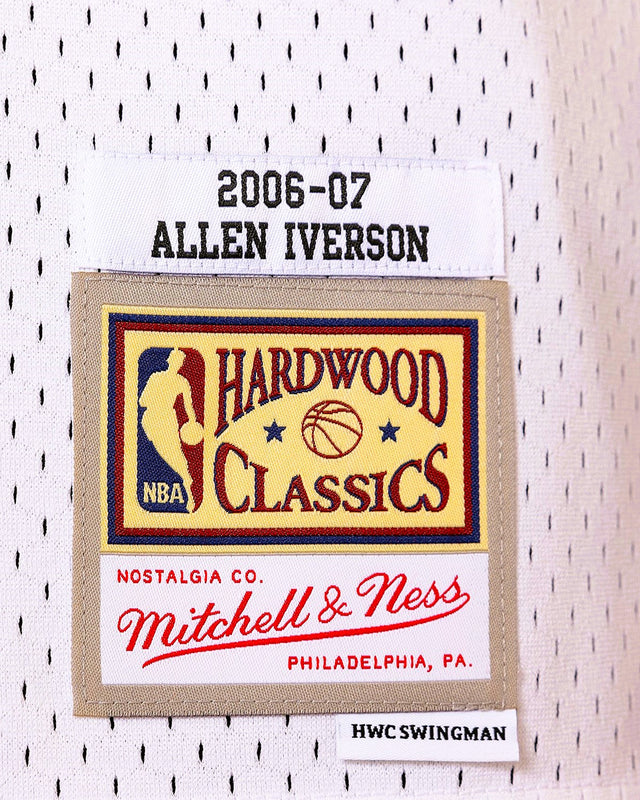 2006-07
ALLEN IVERSON
HARDWOOD
NBA
CLASSICS
NOSTALGIA CO.
Mitchell & Ness
PHILADELPHIA, PA.
HWC SWINGMAN